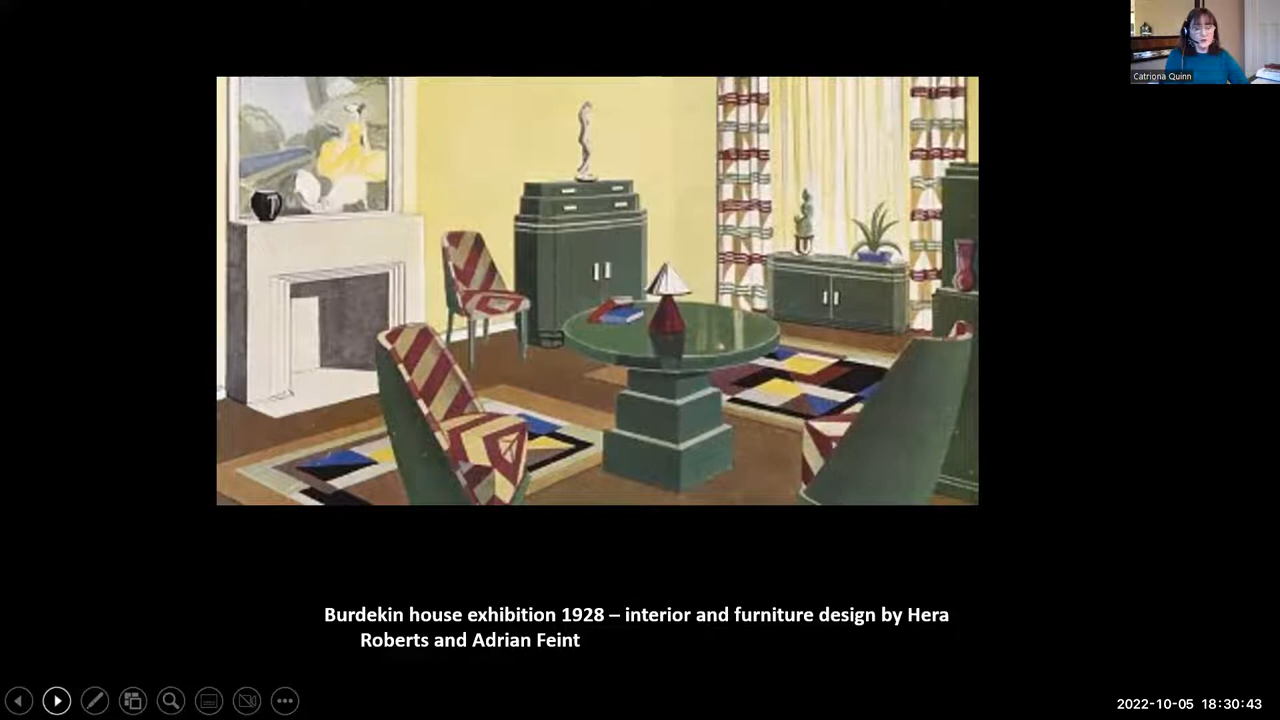 Catriona Quinn
Burdekin house exhibition 1928 – interior and furniture design by Hera
Roberts and Adrian Feint
2022-10-05 18:30:43